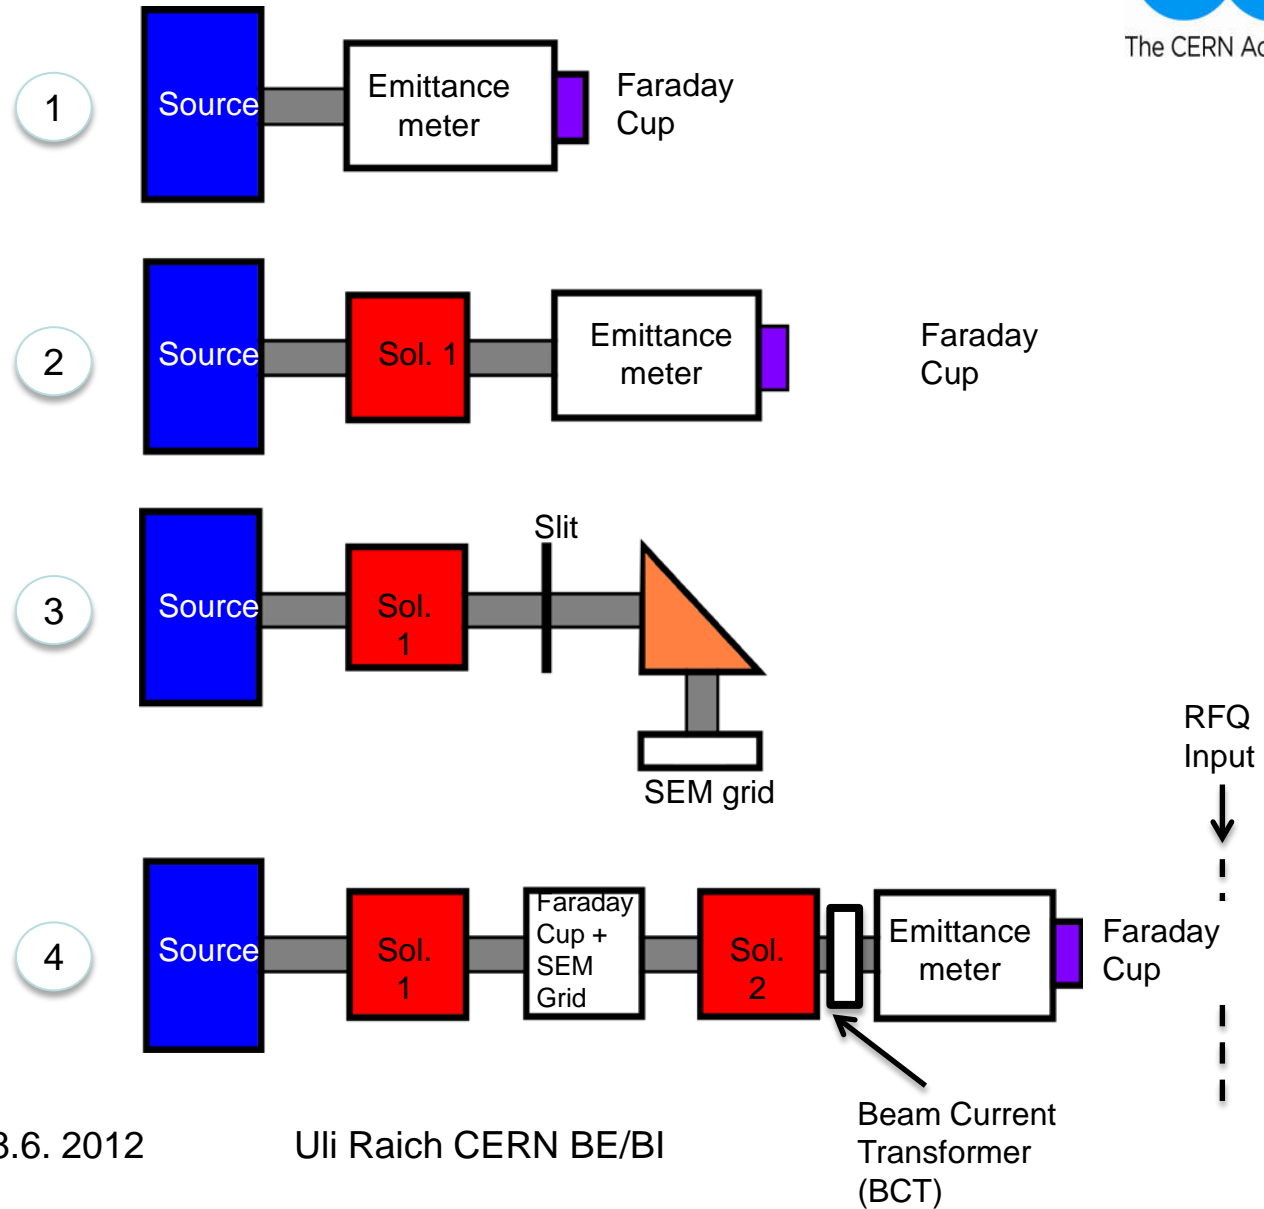 The CERN Ac
1
Source
Emittance
meter
Faraday
Cup
2
Source
Sol. 1
Emittance
meter
Faraday
Cup
3
Source
Sol.
1
Slit
SEM grid
RFQ
Input
4
Source
Sol.
1
Faraday
Cup +
SEM
Grid
Sol.
2
Emittance
meter
Faraday
Cup
Beam Current
Transformer
(BCT)
3.6. 2012
Uli Raich CERN BE/BI